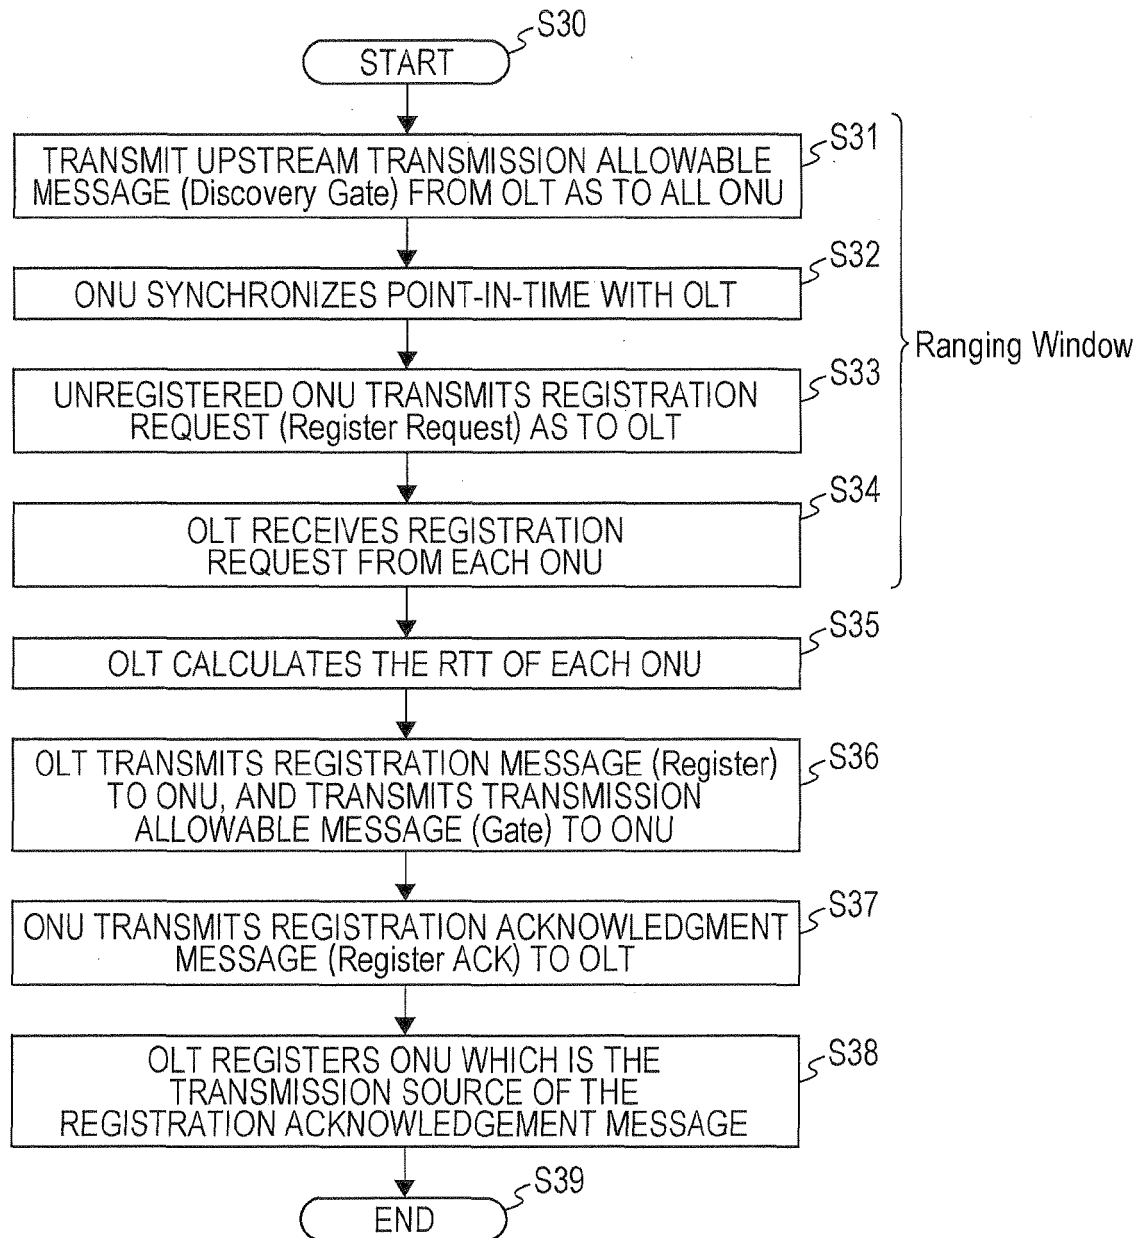 S30
START
S31
TRANSMIT UPSTREAM TRANSMISSION ALLOWABLE
MESSAGE (Discovery Gate) FROM OLT AS TO ALL ONU
S32
ONU SYNCHRONIZES POINT-IN-TIME WITH OLT
Ranging Window
S33
UNREGISTERED ONU TRANSMITS REGISTRATION
REQUEST (Register Request) AS TO OLT
S34
OLT RECEIVES REGISTRATION
REQUEST FROM EACH ONU
S35
OLT CALCULATES THE RTT OF EACH ONU
S36
OLT TRANSMITS REGISTRATION MESSAGE (Register)
TO ONU, AND TRANSMITS TRANSMISSION
ALLOWABLE MESSAGE (Gate) TO ONU
S37
ONU TRANSMITS REGISTRATION ACKNOWLEDGMENT
MESSAGE (Register ACK) TO OLT
S38
OLT REGISTERS ONU WHICH IS THE
TRANSMISSION SOURCE OF THE
REGISTRATION ACKNOWLEDGEMENT MESSAGE
S39
END